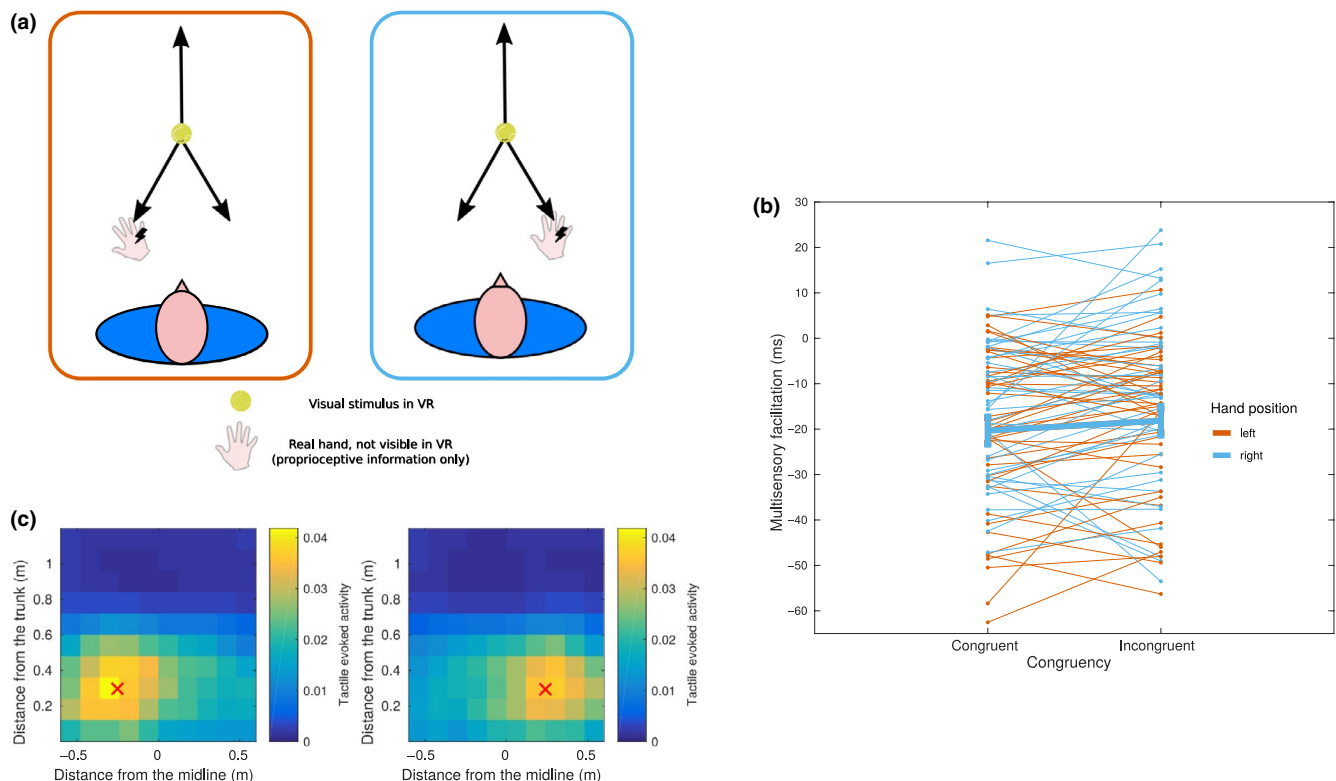 (a)
Visual stimulus in VR
Real hand, not visible in VR
(proprioceptive information only)
(b)
Multisensory facilitation (ms)
30
20
10
0
−10
−20
−30
−40
−50
−60
Congruent
Incongruent
Congruency
Hand position
left
right
(c)
Distance from the trunk (m)
1
0.8
0.6
0.4
0.2
−0.5
0
0.5
Distance from the midline (m)
0.04
0.03
0.02
0.01
0
Tactile evoked activity
Distance from the trunk (m)
1
0.8
0.6
0.4
0.2
−0.5
0
0.5
Distance from the midline (m)
0.04
0.03
0.02
0.01
0
Tactile evoked activity